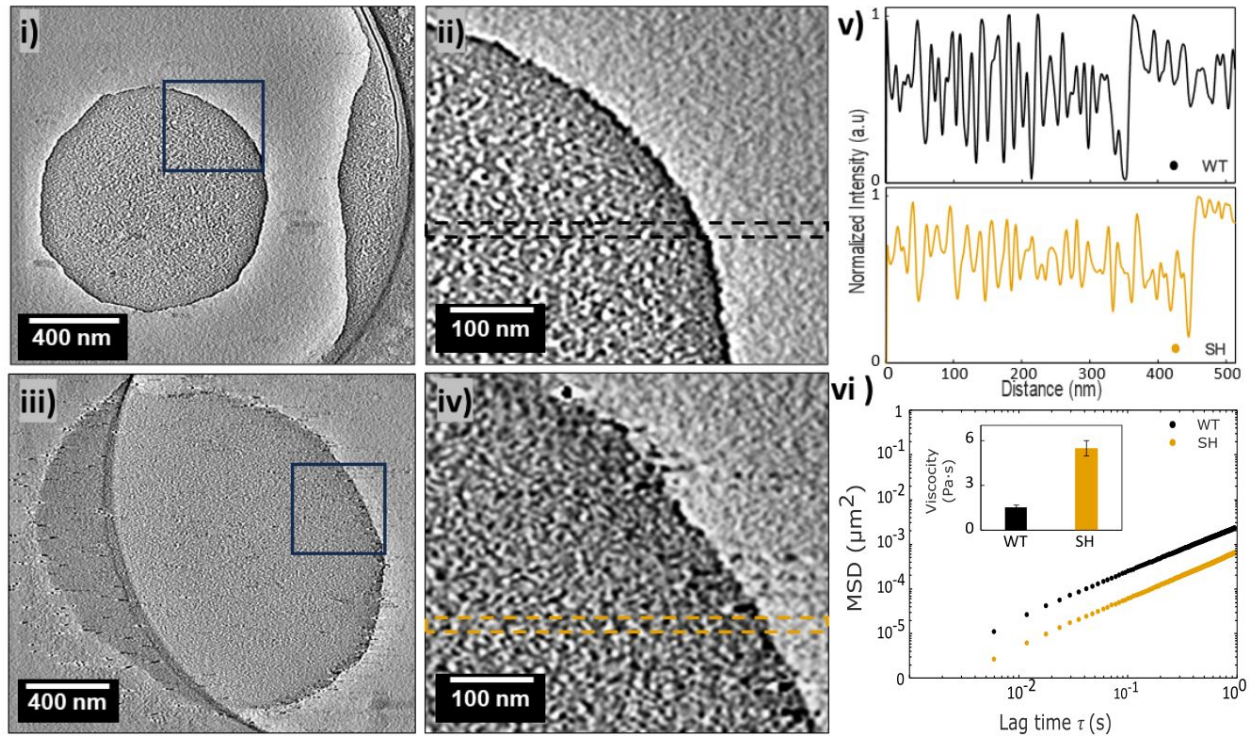 i)
400 nm
ii)
100 nm
iii)
400 nm
iv)
100 nm
v)
1
0
WT
1
0
SH
Normalized Intensity (a.u)
0 100 200 300 400 500
Distance (nm)
vi )
1
10-1
10-2
10-3
10-4
10-5
0
MSD (μm2)
WT
SH
6
3
0
Viscocity
(Pa·s)
WT SH
0 10-2 10-1 100
Lag time τ (s)